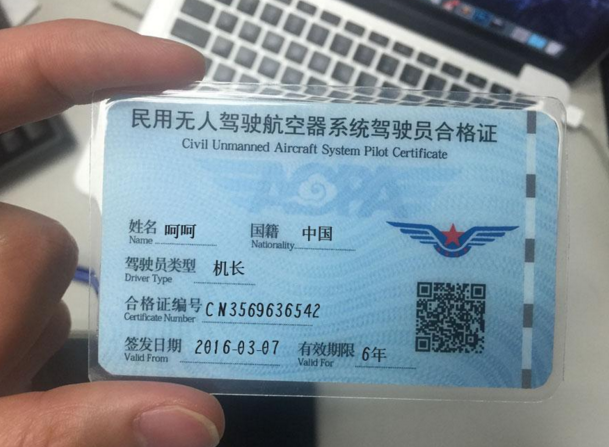 民用无人驾驶航空器系统驾驶员合格证
Civil Unmanned Aircraft System Pilot Certificate
AOPA
姓名 呵呵 国籍 中国
Name Nationality
驾驶员类型 机长
Driver Type
合格证编号 CN3569636542
Certificate Number
签发日期 2016-03-07 有效期限 6年
Valid From Valid For